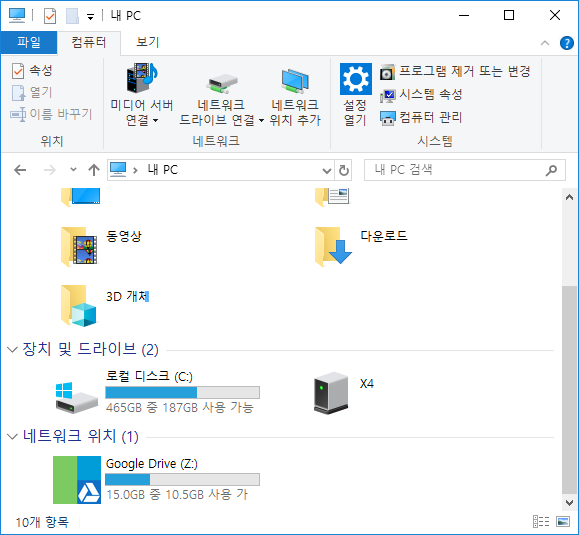 내 PC
파일 컴퓨터 보기
속성
열기
이름 바꾸기
위치
미디어 서버
연결
네트워크
드라이브 연결
네트워크
위치 추가
네트워크
설정
열기
프로그램 제거 또는 변경
시스템 속성
컴퓨터 관리
시스템
내 PC
내 PC 검색
동영상
다운로드
3D 개체
장치 및 드라이브 (2)
로컬 디스크 (C:)
465GB 중 187GB 사용 가능
X4
네트워크 위치 (1)
Google Drive (Z:)
15.0GB 중 10.5GB 사용 가
10개 항목